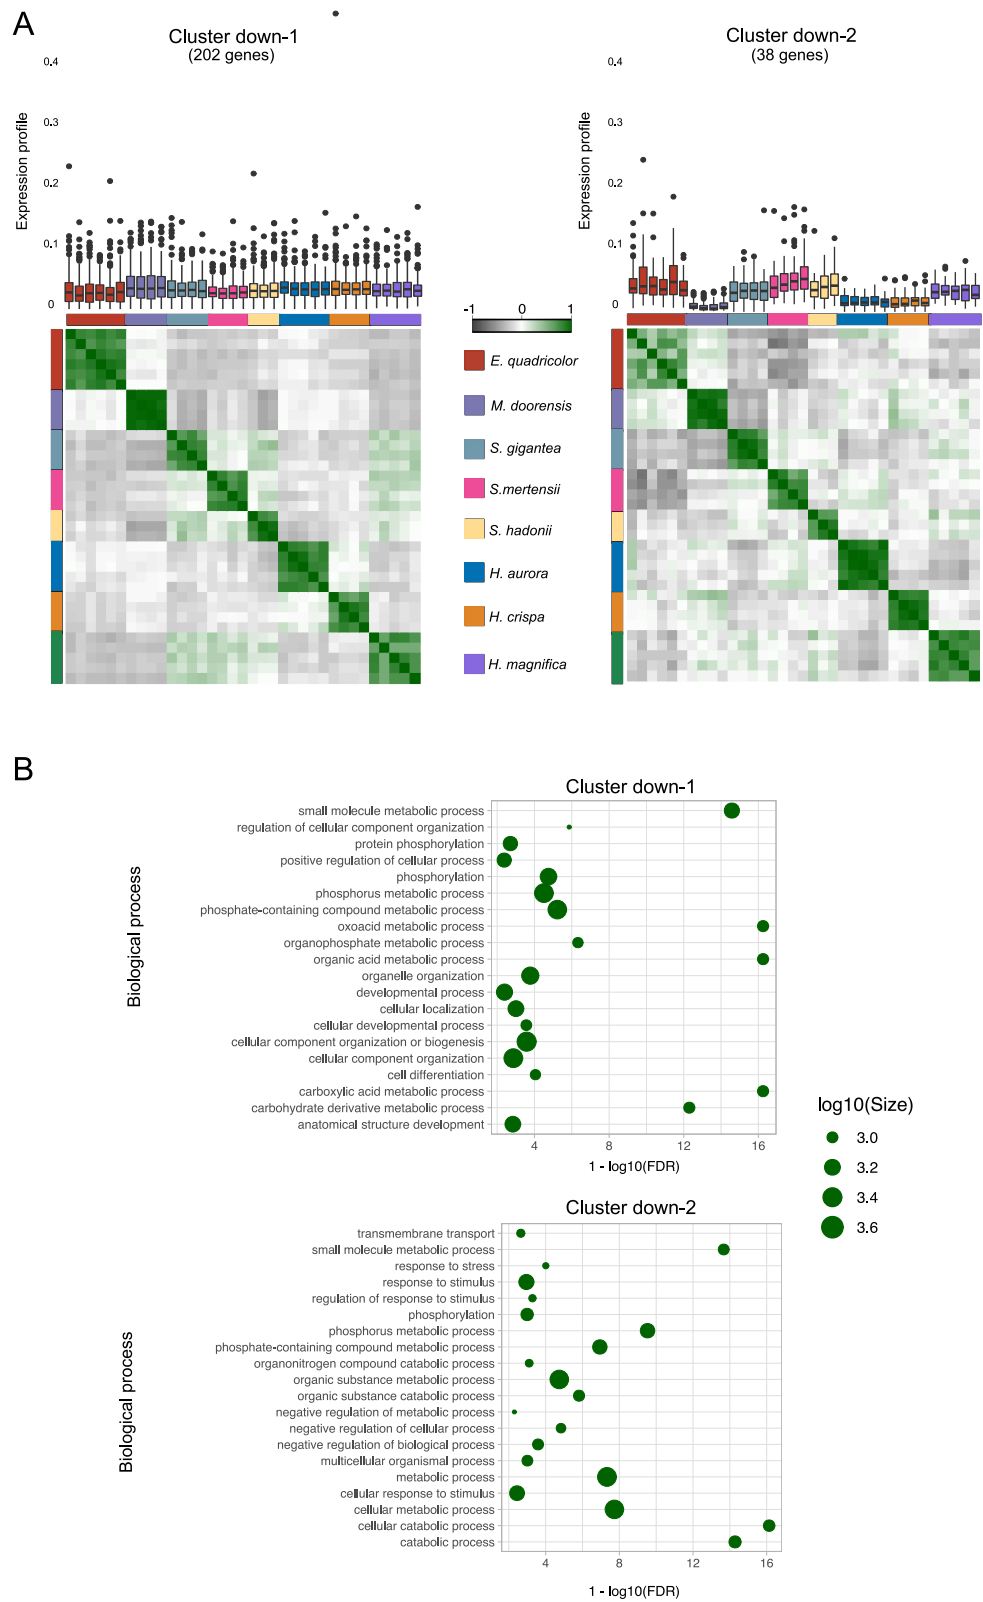 A
Cluster down-1
(202 genes)
Cluster down-2
(38 genes)
Expression profile
0.4
0.3
0.2
0.1
0
Expression profile
0.4
0.3
0.2
0.1
0
-1
0
1
E. quadricolor
M. doorensis
S. gigantea
S.mertensii
S. hadonii
H. aurora
H. crispa
H. magnifica
B
Cluster down-1
Biological process
small molecule metabolic process
regulation of cellular component organization
protein phosphorylation
positive regulation of cellular process
phosphorylation
phosphorus metabolic process
phosphate-containing compound metabolic process
oxoacid metabolic process
organophosphate metabolic process
organic acid metabolic process
organelle organization
developmental process
cellular localization
cellular developmental process
cellular component organization or biogenesis
cellular component organization
cell differentiation
carboxylic acid metabolic process
carbohydrate derivative metabolic process
anatomical structure development
4 8 12 16
1 - log10(FDR)
log10(Size)
3.0
3.2
3.4
3.6
Cluster down-2
Biological process
transmembrane transport
small molecule metabolic process
response to stress
response to stimulus
regulation of response to stimulus
phosphorylation
phosphorus metabolic process
phosphate-containing compound metabolic process
organonitrogen compound catabolic process
organic substance metabolic process
organic substance catabolic process
negative regulation of metabolic process
negative regulation of cellular process
negative regulation of biological process
multicellular organismal process
metabolic process
cellular response to stimulus
cellular metabolic process
cellular catabolic process
catabolic process
4 8 12 16
1 - log10(FDR)